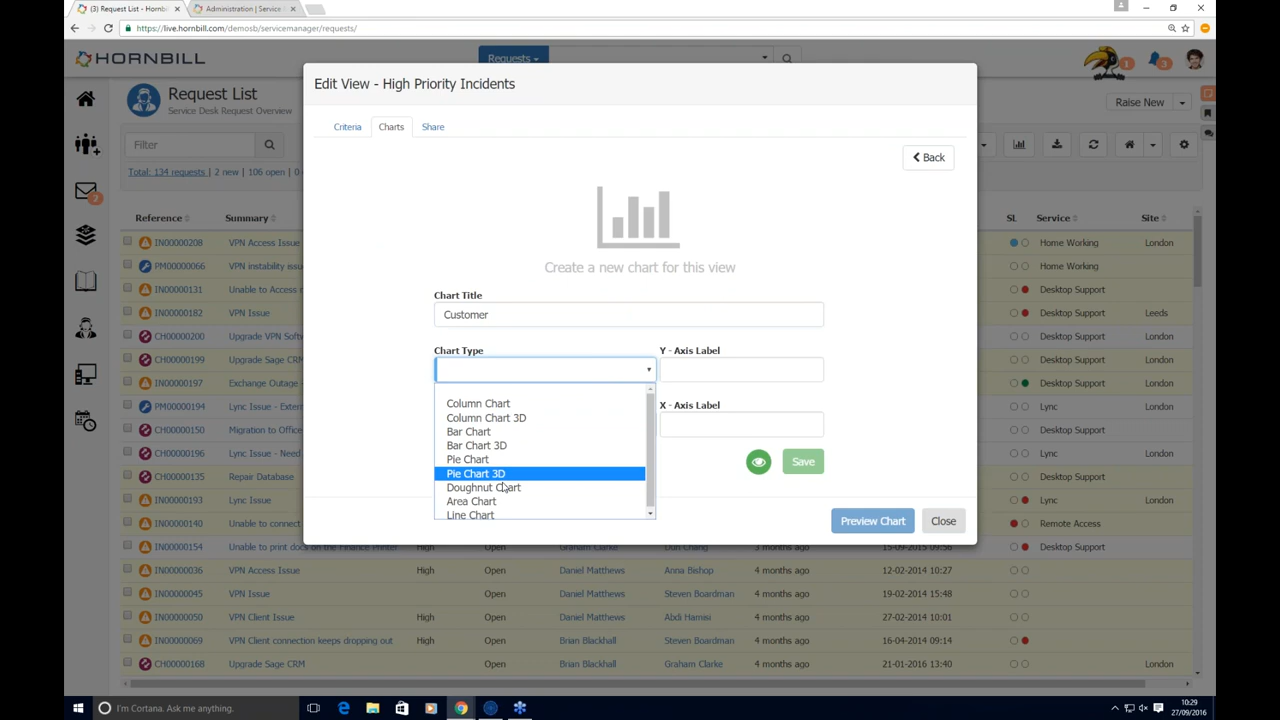 (1) Request List - Hornbill
Administration | Service
https://live.hornbill.com/demosb/servicemanager/requests/
HORNBILL
Requests
1
3
Edit View - High Priority Incidents
Request List
Service Desk Request Overview
Raise New
Criteria
Charts
Share
Filter
Back
Total: 134 requests | 2 new | 106 open |
7
Create a new chart for this view
Reference Summary SL Service Site
IN00000208 VPN Access Issue Home Working London
PM00000066 VPN instability issu Home Working
IN00000131 Unable to Access r Desktop Support
IN00000182 VPN Issue Desktop Support Leeds
CH00000200 Upgrade VPN Softw Desktop Support London
CH00000199 Upgrade Sage CRM Desktop Support London
IN00000197 Exchange Outage - Desktop Support London
PM00000194 Lync Issue - Extern Lync London
CH00000150 Migration to Office Desktop Support London
CH00000196 Lync Issue - Need Lync London
CH00000135 Repair Database Desktop Support London
IN00000193 Lync Issue Lync London
IN00000140 Unable to connect Remote Access London
IN00000154 Unable to print docs on the Finance Printer High Open Graham Clarke Dun Chang 3 months ago 15-09-2015 09:56 Desktop Support London
IN00000036 VPN Access Issue High Open Daniel Matthews Anna Bishop 4 months ago 12-02-2014 10:27
IN00000045 VPN Issue Open Daniel Matthews Steven Boardman 4 months ago 19-02-2014 15:48
IN00000050 VPN Client Issue High Open Daniel Matthews Abdi Hamisi 4 months ago 27-02-2014 10:01
IN00000069 VPN Client connection keeps dropping out High Open Brian Blackhall Steven Boardman 4 months ago 16-04-2014 09:14
CH00000168 Upgrade Sage CRM Open Brian Blackhall Graham Clarke 4 months ago 21-01-2016 13:40 London
Chart Title
Customer
Chart Type
Y - Axis Label
Column Chart
Column Chart 3D
Bar Chart
Bar Chart 3D
Pie Chart
Pie Chart 3D
Doughnut Chart
Area Chart
Line Chart
X - Axis Label
Save
Preview Chart
Close
I'm Cortana. Ask me anything.
10:29
27/09/2016